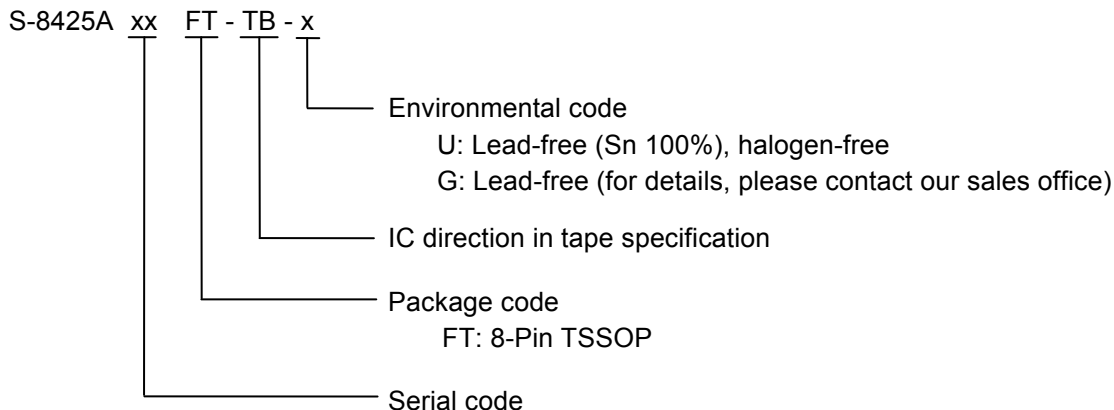 S-8425A xx FT - TB - x
Environmental code
U: Lead-free (Sn 100%), halogen-free
G: Lead-free (for details, please contact our sales office)
IC direction in tape specification
Package code
FT: 8-Pin TSSOP
Serial code